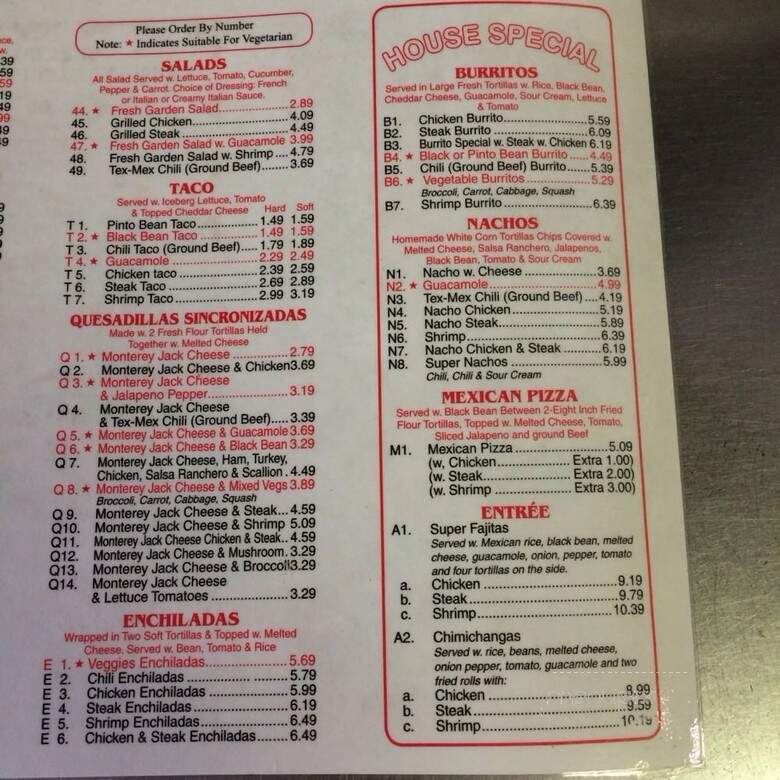 Please Order By Number
Note: ★ Indicates Suitable For Vegetarian
SALADS
All Salad Served w. Lettuce, Tomato, Cucumber,
Pepper & Carrot. Choice of Dressing: French
or Italian or Creamy Italian Sauce.
44. ★ Fresh Garden Salad 2.89
45. Grilled Chicken 4.09
46. Grilled Steak 4.49
47. ★ Fresh Garden Salad w. Guacamole 3.99
48. Fresh Garden Salad w. Shrimp 4.79
49. Tex-Mex Chili (Ground Beef) 3.69
TACO
Served w. Iceberg Lettuce, Tomato
& Topped Cheddar Cheese Hard Soft
T 1. Pinto Bean Taco 1.49 1.59
T 2. ★ Black Bean Taco 1.49 1.59
T 3. Chili Taco (Ground Beef) 1.79 1.89
T 4. ★ Guacamole 2.29 2.49
T 5. Chicken taco 2.39 2.59
T 6. Steak Taco 2.69 2.89
T 7. Shrimp Taco 2.99 3.19
QUESADILLAS SINCRONIZADAS
Made w. 2 Fresh Flour Tortillas Held
Together w. Melted Cheese
Q 1. ★ Monterey Jack Cheese 2.79
Q 2. Monterey Jack Cheese & Chicken 3.69
Q 3. ★ Monterey Jack Cheese
& Jalapeno Pepper 3.19
Q 4. Monterey Jack Cheese
& Tex-Mex Chili (Ground Beef) 3.39
Q 5. ★ Monterey Jack Cheese & Guacamole 3.69
Q 6. ★ Monterey Jack Cheese & Black Bean 3.29
Q 7. Monterey Jack Cheese, Ham, Turkey,
Chicken, Salsa Ranchero & Scallion 4.49
Q 8. ★ Monterey Jack Cheese & Mixed Vegs 3.89
Broccoli, Carrot, Cabbage, Squash
Q 9. Monterey Jack Cheese & Steak 4.59
Q10. Monterey Jack Cheese & Shrimp 5.09
Q11. Monterey Jack Cheese Chicken & Steak 4.59
Q12. Monterey Jack Cheese & Mushroom 3.29
Q13. Monterey Jack Cheese & Broccoli 3.29
Q14. Monterey Jack Cheese
& Lettuce Tomatoes 3.29
ENCHILADAS
Wrapped in Two Soft Tortillas & Topped w. Melted
Cheese. Served w. Bean, Tomato & Rice
E 1. ★ Veggies Enchiladas 5.69
E 2. Chili Enchiladas 5.79
E 3. Chicken Enchiladas 5.99
E 4. Steak Enchiladas 6.19
E 5. Shrimp Enchiladas 6.49
E 6. Chicken & Steak Enchiladas 6.49
HOUSE SPECIAL
BURRITOS
Served in Large Fresh Tortillas w. Rice, Black Bean,
Cheddar Cheese, Guacamole, Sour Cream, Lettuce
& Tomato
B1. Chicken Burrito 5.59
B2. Steak Burrito 6.09
B3. Burrito Special w. Steak w. Chicken 6.19
B4. ★ Black or Pinto Bean Burrito 4.49
B5. Chili (Ground Beef) Burrito 5.39
B6. ★ Vegetable Burritos 5.29
Broccoli, Carrot, Cabbage, Squash
B7. Shrimp Burrito 6.39
NACHOS
Homemade White Corn Tortillas Chips Covered w.
Melted Cheese, Salsa Ranchero, Jalapenos,
Black Bean, Tomato & Sour Cream
N1. Nacho w. Cheese 3.69
N2. ★ Guacamole 4.99
N3. Tex-Mex Chili (Ground Beef) 4.19
N4. Nacho Chicken 5.19
N5. Nacho Steak 5.89
N6. Shrimp 6.39
N7. Nacho Chicken & Steak 6.19
N8. Super Nachos 5.99
Chili, Chili & Sour Cream
MEXICAN PIZZA
Served w. Black Bean Between 2-Eight Inch Fried
Flour Tortillas, Topped w. Melted Cheese, Tomato,
Sliced Jalapeno and ground Beef
M1. Mexican Pizza 5.09
(w, Chicken Extra 1.00)
(w. Steak Extra 2.00)
(w. Shrimp Extra 3.00)
ENTRÉE
A1. Super Fajitas
Served w. Mexican rice, black bean, melted
cheese, guacamole, onion, pepper, tomato
and four tortillas on the side.
a. Chicken 9.19
b. Steak 9.79
c. Shrimp 10.39
A2. Chimichangas
Served w. rice, beans, melted cheese,
onion pepper, tomato, guacamole and two
fried rolls with:
a. Chicken 8.99
b. Steak 9.59
c. Shrimp 10.19